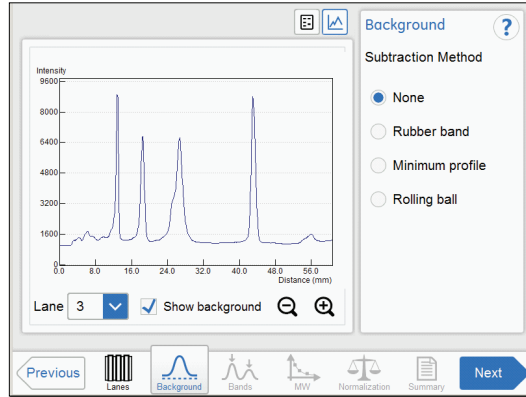 Intensity
9600
8000
6400
4800
3200
1600
0
0.0 8.0 16.0 24.0 32.0 40.0 48.0 56.0
Distance (mm)
Lane 3 Show background
Background ?
Subtraction Method
None
Rubber band
Minimum profile
Rolling ball
Previous
Lanes
Background
Bands
MW
Normalization
Summary
Next